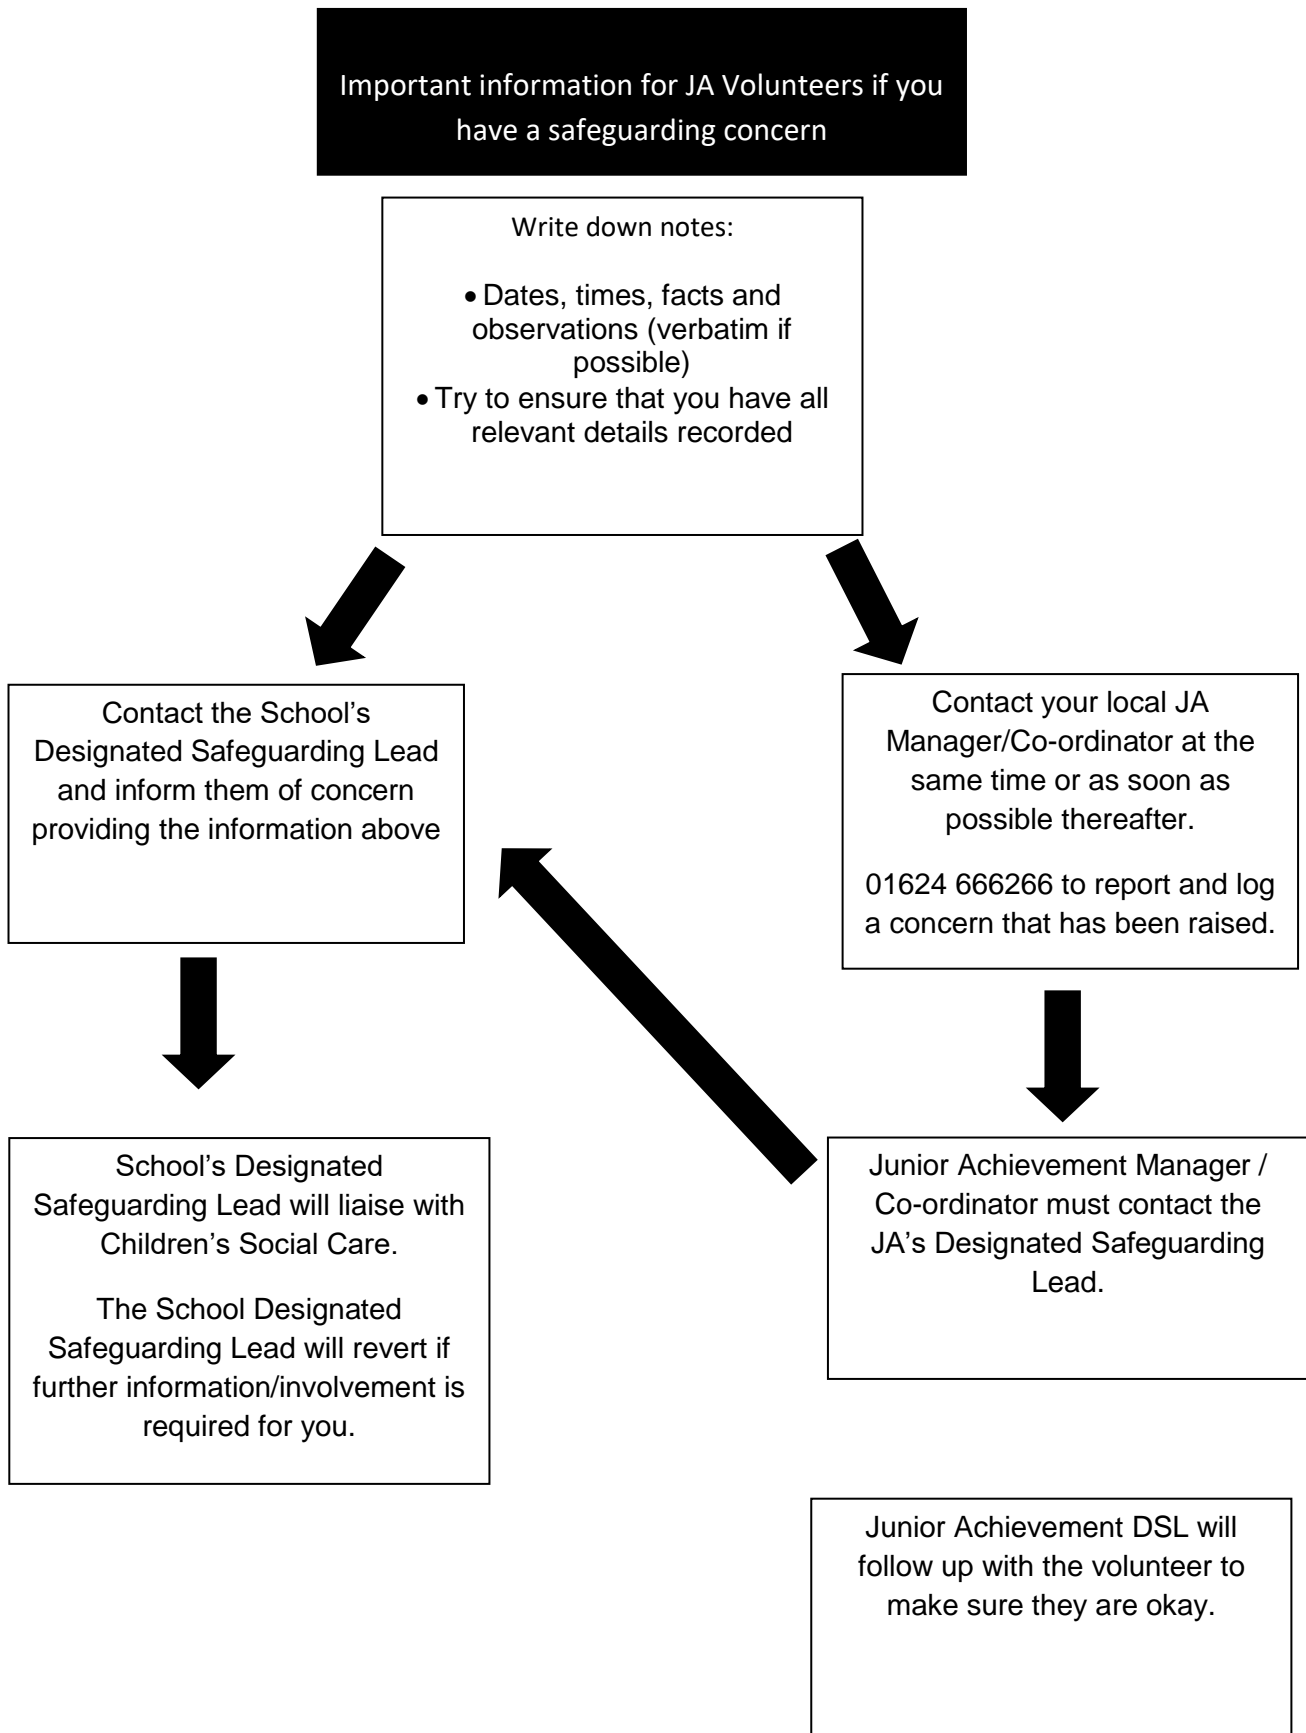 Important information for JA Volunteers if you
have a safeguarding concern
Write down notes:
• Dates, times, facts and
observations (verbatim if
possible)
• Try to ensure that you have all
relevant details recorded
Contact the School’s
Designated Safeguarding Lead
and inform them of concern
providing the information above
Contact your local JA
Manager/Co-ordinator at the
same time or as soon as
possible thereafter.
01624 666266 to report and log
a concern that has been raised.
School’s Designated
Safeguarding Lead will liaise with
Children’s Social Care.
The School Designated
Safeguarding Lead will revert if
further information/involvement is
required for you.
Junior Achievement Manager /
Co-ordinator must contact the
JA’s Designated Safeguarding
Lead.
Junior Achievement DSL will
follow up with the volunteer to
make sure they are okay.